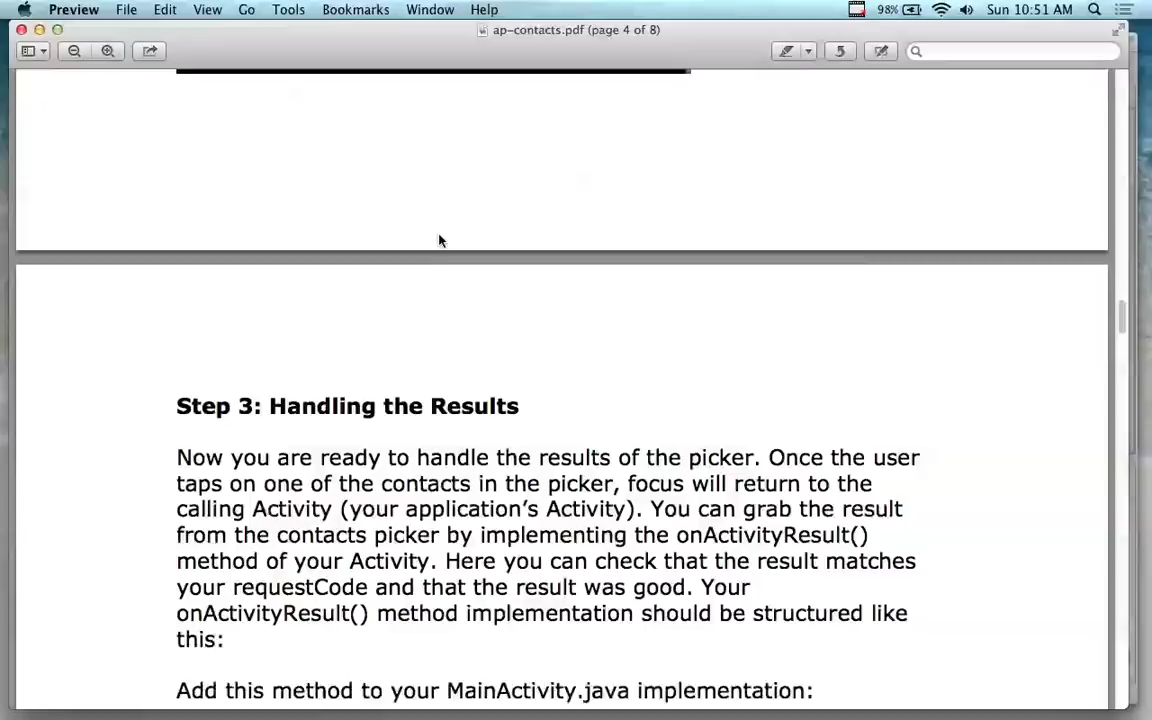 Preview File Edit View Go Tools Bookmarks Window Help 98% Sun 10:51 AM
ap-contacts.pdf (page 4 of 8)
Step 3: Handling the Results
Now you are ready to handle the results of the picker. Once the user
taps on one of the contacts in the picker, focus will return to the
calling Activity (your application's Activity). You can grab the result
from the contacts picker by implementing the onActivityResult()
method of your Activity. Here you can check that the result matches
your requestCode and that the result was good. Your
onActivityResult() method implementation should be structured like
this:
Add this method to your MainActivity.java implementation: